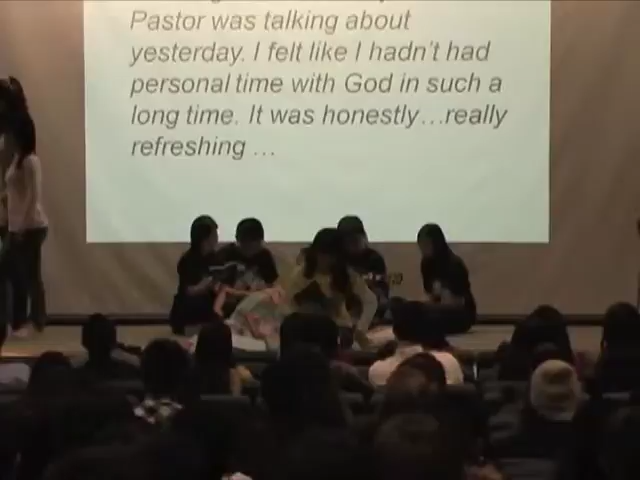 Pastor was talking about
yesterday. I felt like I hadn't had
personal time with God in such a
long time. It was honestly…really
refreshing …